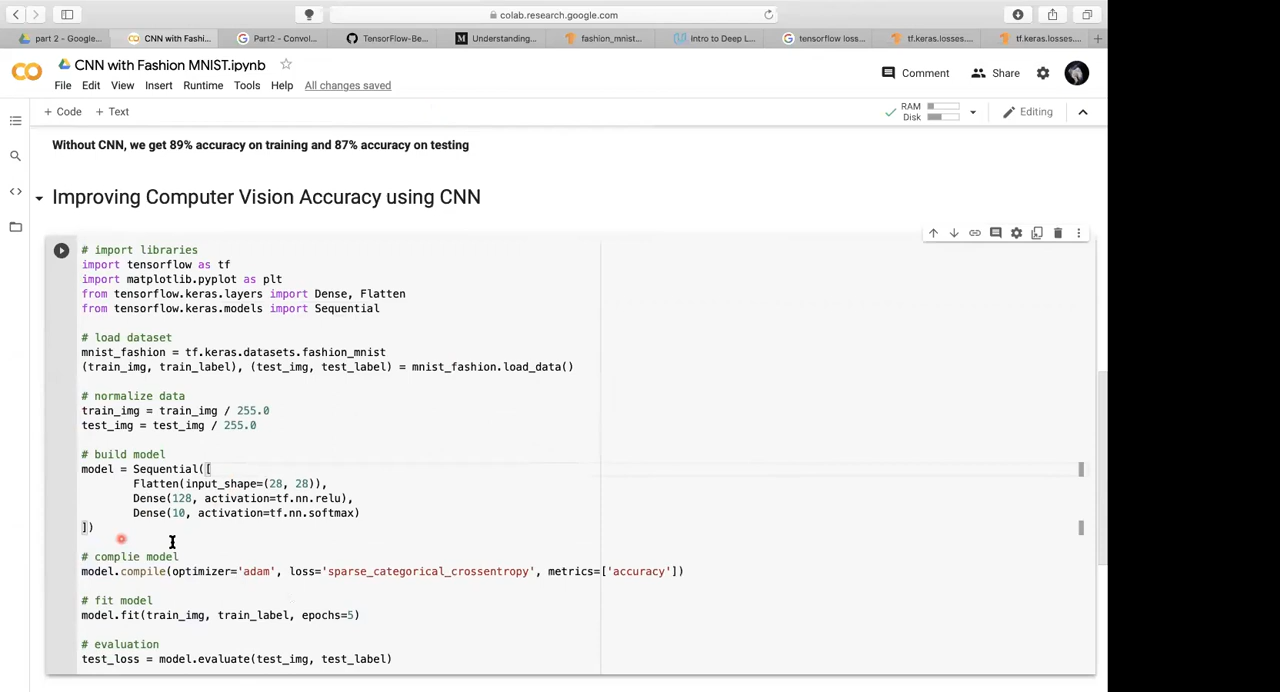 colab.research.google.com
part 2 - Google...
CNN with Fashi...
Part2 - Convol...
TensorFlow-Be...
Understanding...
fashion_mnist...
Intro to Deep L...
tensorflow loss...
tf.keras.losses....
tf.keras.losses....
CNN with Fashion MNIST.ipynb
Comment
Share
File Edit View Insert Runtime Tools Help All changes saved
+ Code + Text
RAM
Disk
Editing
Without CNN, we get 89% accuracy on training and 87% accuracy on testing
Improving Computer Vision Accuracy using CNN
# import libraries
import tensorflow as tf
import matplotlib.pyplot as plt
from tensorflow.keras.layers import Dense, Flatten
from tensorflow.keras.models import Sequential
# load dataset
mnist_fashion = tf.keras.datasets.fashion_mnist
(train_img, train_label), (test_img, test_label) = mnist_fashion.load_data()
# normalize data
train_img = train_img / 255.0
test_img = test_img / 255.0
# build model
model = Sequential([
Flatten(input_shape=(28, 28)),
Dense(128, activation=tf.nn.relu),
Dense(10, activation=tf.nn.softmax)
])
# complie model
model.compile(optimizer='adam', loss='sparse_categorical_crossentropy', metrics=['accuracy'])
# fit model
model.fit(train_img, train_label, epochs=5)
# evaluation
test_loss = model.evaluate(test_img, test_label)